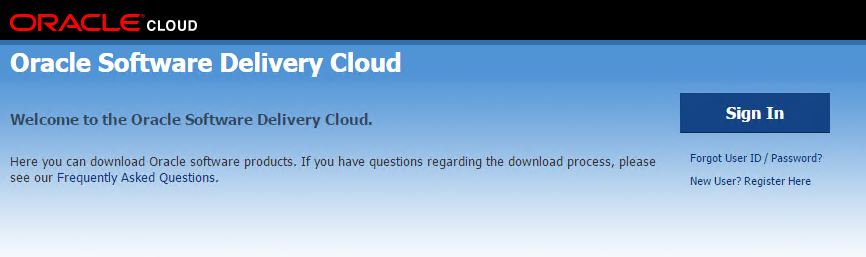 ORACLE CLOUD
Oracle Software Delivery Cloud
Welcome to the Oracle Software Delivery Cloud.
Here you can download Oracle software products. If you have questions regarding the download process, please
see our Frequently Asked Questions.
Sign In
Forgot User ID / Password?
New User? Register Here